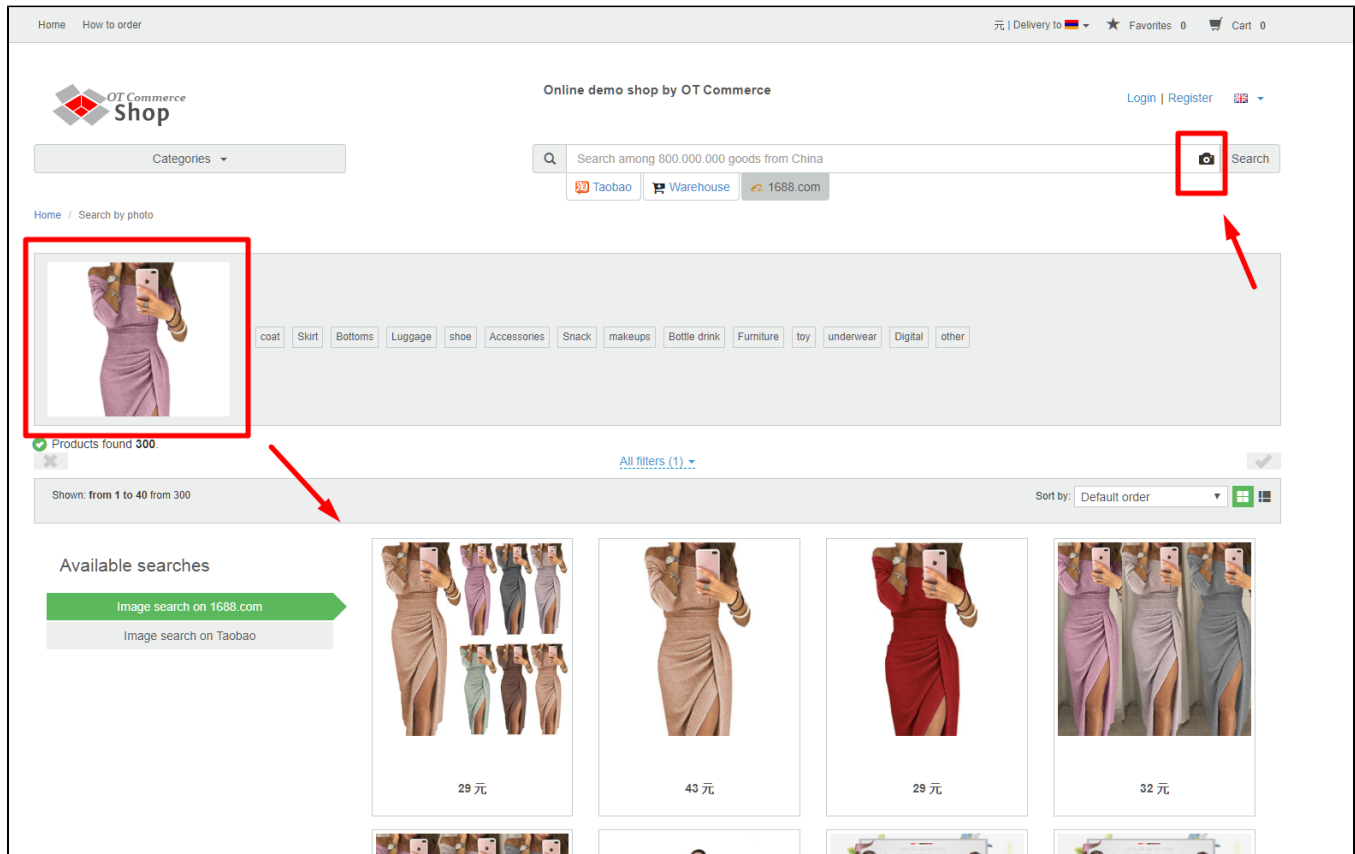 Home How to order 元 | Delivery to Favorites 0 Cart 0
OT Commerce
Shop
Online demo shop by OT Commerce
Login | Register
Categories
Search among 800.000.000 goods from China Search
Taobao Warehouse 1688.com
Home / Search by photo
coat Skirt Bottoms Luggage shoe Accessories Snack makeups Bottle drink Furniture toy underwear Digital other
Products found 300.
All filters (1)
Shown: from 1 to 40 from 300 Sort by: Default order
Available searches
Image search on 1688.com
Image search on Taobao
29 元 43 元 29 元 32 元